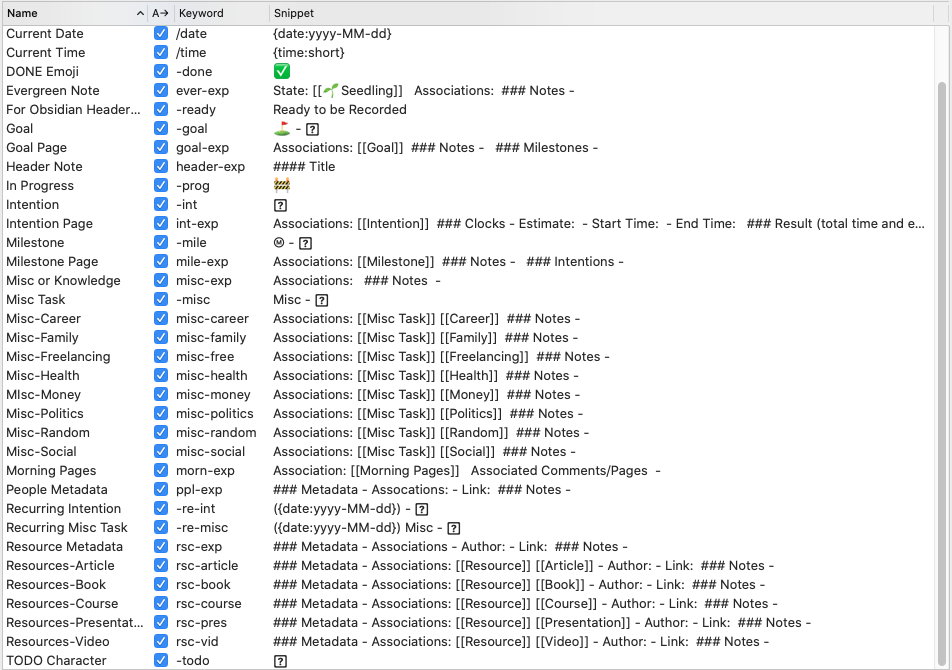 Name A→ Keyword Snippet
Current Date /date {date:yyyy-MM-dd}
Current Time /time {time:short}
DONE Emoji -done ✅
Evergreen Note ever-exp State: [[🌱 Seedling]] Associations: ### Notes -
For Obsidian Header... -ready Ready to be Recorded
Goal -goal ⛳ - ⍰
Goal Page goal-exp Associations: [[Goal]] ### Notes - ### Milestones -
Header Note header-exp #### Title
In Progress -prog 🚧
Intention -int ⍰
Intention Page int-exp Associations: [[Intention]] ### Clocks - Estimate: - Start Time: - End Time: ### Result (total time and e...
Milestone -mile Ⓜ - ⍰
Milestone Page mile-exp Associations: [[Milestone]] ### Notes - ### Intentions -
Misc or Knowledge misc-exp Associations: ### Notes -
Misc Task -misc Misc - ⍰
Misc-Career misc-career Associations: [[Misc Task]] [[Career]] ### Notes -
Misc-Family misc-family Associations: [[Misc Task]] [[Family]] ### Notes -
Misc-Freelancing misc-free Associations: [[Misc Task]] [[Freelancing]] ### Notes -
Misc-Health misc-health Associations: [[Misc Task]] [[Health]] ### Notes -
MIsc-Money misc-money Associations: [[Misc Task]] [[Money]] ### Notes -
Misc-Politics misc-politics Associations: [[Misc Task]] [[Politics]] ### Notes -
Misc-Random misc-random Associations: [[Misc Task]] [[Random]] ### Notes -
Misc-Social misc-social Associations: [[Misc Task]] [[Social]] ### Notes -
Morning Pages morn-exp Association: [[Morning Pages]] Associated Comments/Pages -
People Metadata ppl-exp ### Metadata - Assocations: - Link: ### Notes -
Recurring Intention -re-int ({date:yyyy-MM-dd}) - ⍰
Recurring Misc Task -re-misc ({date:yyyy-MM-dd}) Misc - ⍰
Resource Metadata rsc-exp ### Metadata - Associations - Author: - Link: ### Notes -
Resources-Article rsc-article ### Metadata - Associations: [[Resource]] [[Article]] - Author: - Link: ### Notes -
Resources-Book rsc-book ### Metadata - Associations: [[Resource]] [[Book]] - Author: - Link: ### Notes -
Resources-Course rsc-course ### Metadata - Associations: [[Resource]] [[Course]] - Author: - Link: ### Notes -
Resources-Presentat... rsc-pres ### Metadata - Associations: [[Resource]] [[Presentation]] - Author: - Link: ### Notes -
Resources-Video rsc-vid ### Metadata - Associations: [[Resource]] [[Video]] - Author: - Link: ### Notes -
TODO Character -todo ⍰